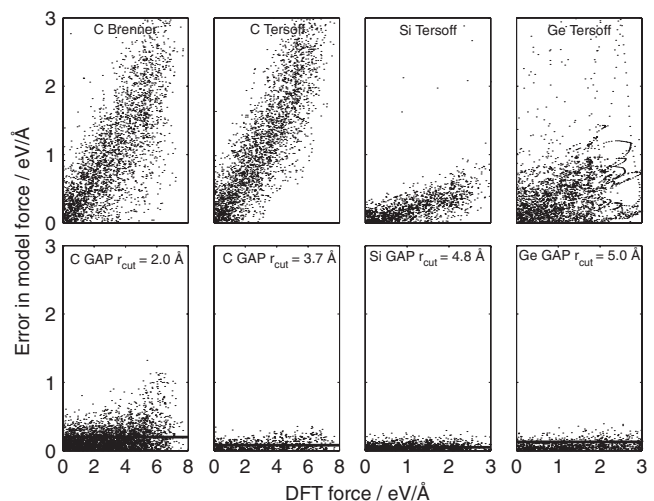 C Brenner
C Tersoff
Si Tersoff
Ge Tersoff
3
2
1
0
C GAP r_cut = 2.0 Å
C GAP r_cut = 3.7 Å
Si GAP r_cut = 4.8 Å
Ge GAP r_cut = 5.0 Å
3
2
1
0
0 2 4 6 8
0 2 4 6 8
0 1 2 3
0 1 2 3
Error in model force / eV/Å
DFT force / eV/Å